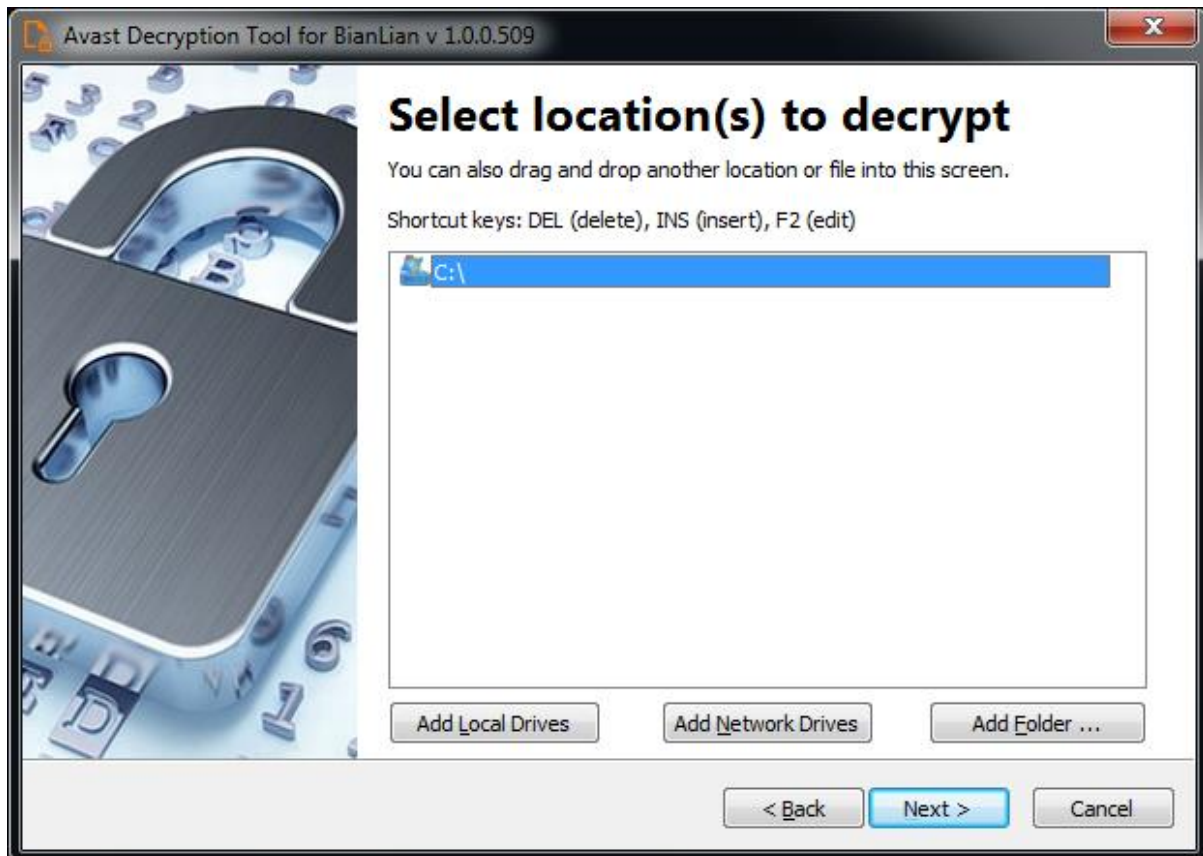 Avast Decryption Tool for BianLian v 1.0.0.509
Select location(s) to decrypt
You can also drag and drop another location or file into this screen.
Shortcut keys: DEL (delete), INS (insert), F2 (edit)
C:\
Add Local Drives
Add Network Drives
Add Folder ...
< Back
Next >
Cancel